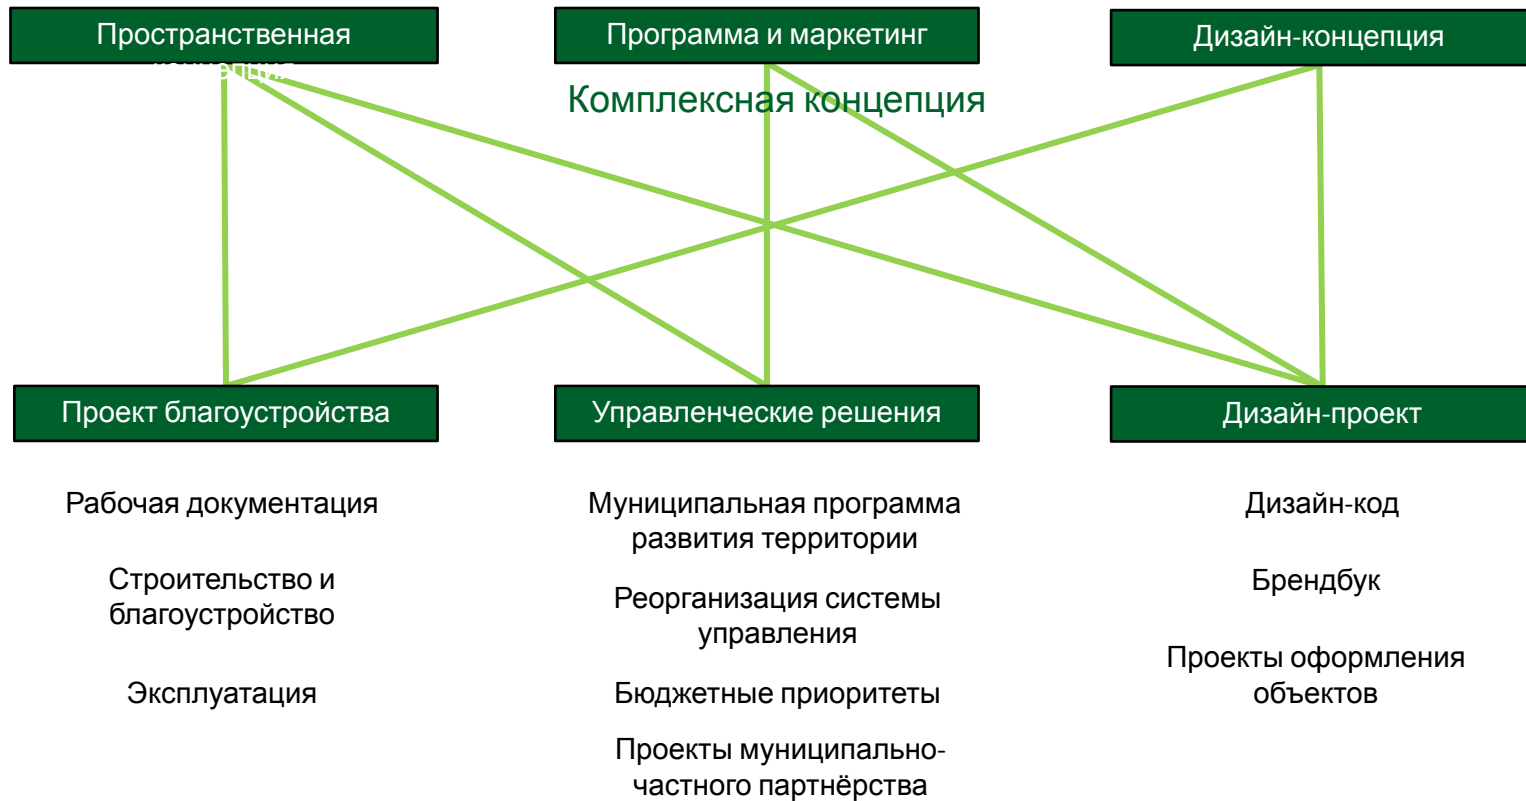 Пространственная
концепция
Программа и маркетинг
Дизайн-концепция
Комплексная концепция
Проект благоустройства
Управленческие решения
Дизайн-проект
Рабочая документация
Строительство и
благоустройство
Эксплуатация
Муниципальная программа
развития территории
Реорганизация системы
управления
Бюджетные приоритеты
Проекты муниципально-
частного партнёрства
Дизайн-код
Брендбук
Проекты оформления
объектов